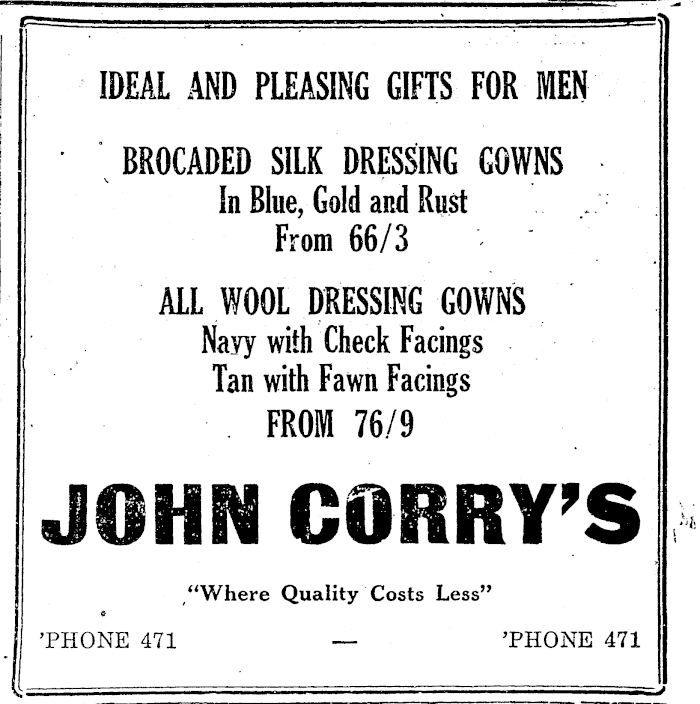 IDEAL AND PLEASING GIFTS FOR MEN
BROCADED SILK DRESSING GOWNS
In Blue, Gold and Rust
From 66/3
ALL WOOL DRESSING GOWNS
Navy with Check Facings
Tan with Fawn Facings
FROM 76/9
JOHN CORRY'S
"Where Quality Costs Less"
'PHONE 471 — 'PHONE 471